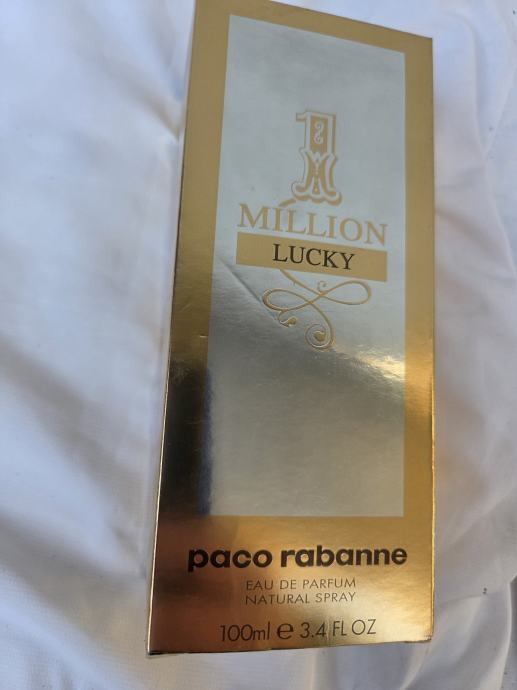 1
MILLION
LUCKY
paco rabanne
EAU DE PARFUM
NATURAL SPRAY
100ml ℮ 3.4 FL OZ